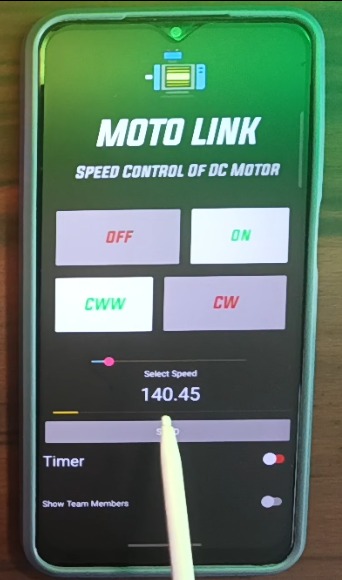 MOTO LINK
SPEED CONTROL OF DC MOTOR
OFF
ON
CWW
CW
Select Speed
140.45
Timer
Show Team Members